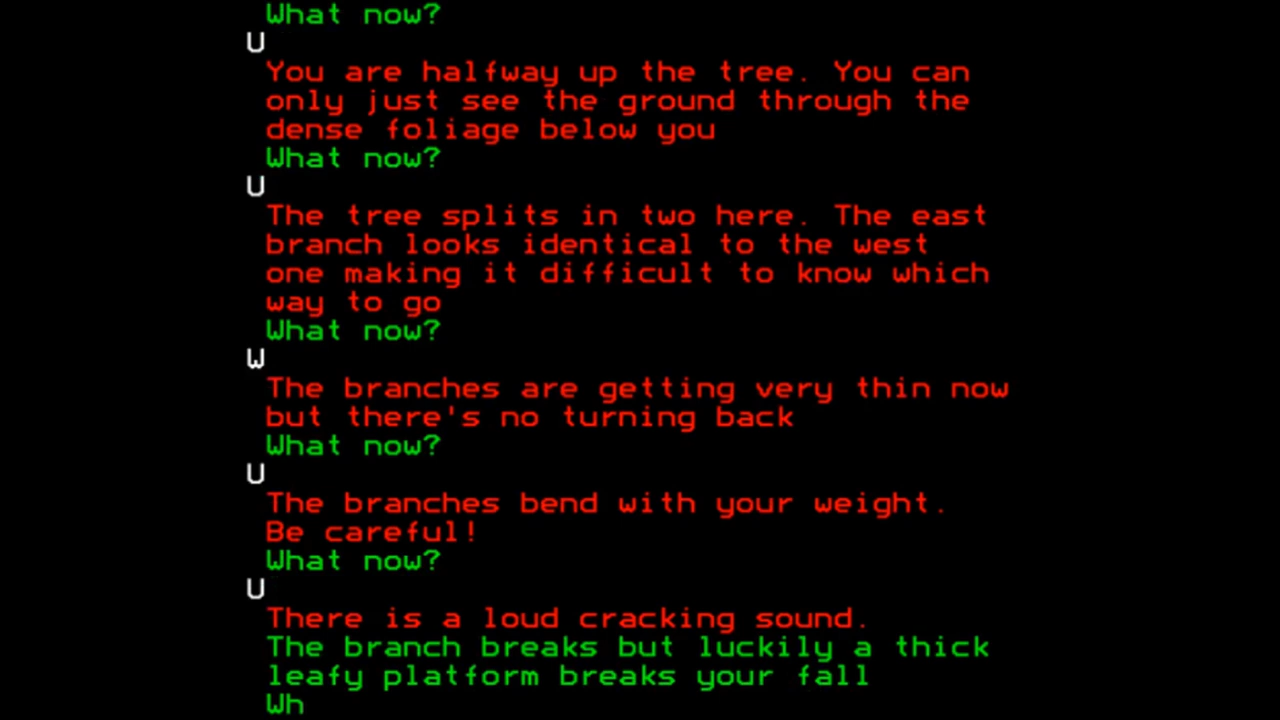 What now?
U
You are halfway up the tree. You can
only just see the ground through the
dense foliage below you
What now?
U
The tree splits in two here. The east
branch looks identical to the west
one making it difficult to know which
way to go
What now?
W
The branches are getting very thin now
but there's no turning back
What now?
U
The branches bend with your weight.
Be careful!
What now?
U
There is a loud cracking sound.
The branch breaks but luckily a thick
leafy platform breaks your fall
Wh